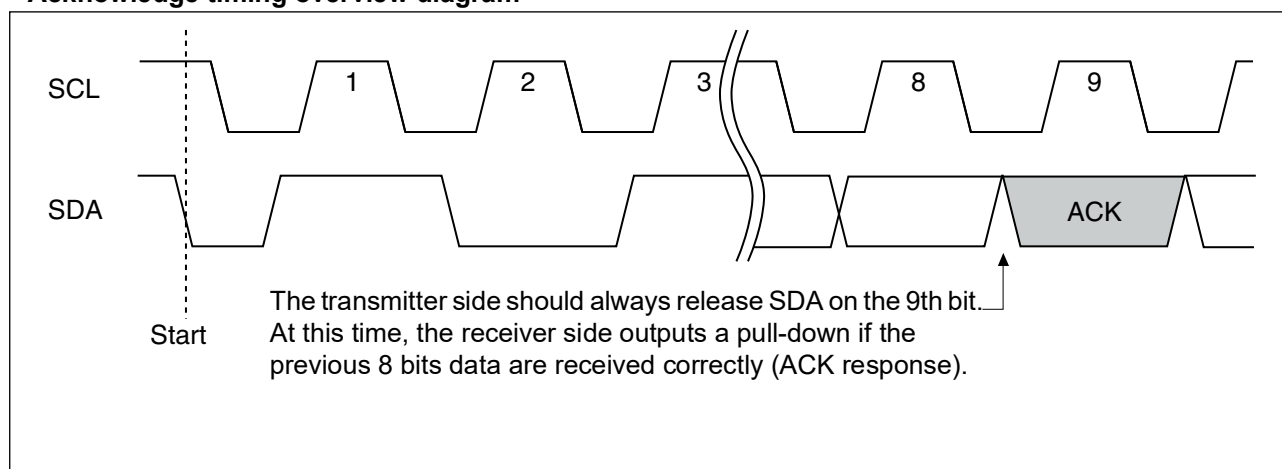 Acknowledge timing overview diagram
SCL
1
2
3
8
9
SDA
ACK
Start
The transmitter side should always release SDA on the 9th bit.
At this time, the receiver side outputs a pull-down if the
previous 8 bits data are received correctly (ACK response).